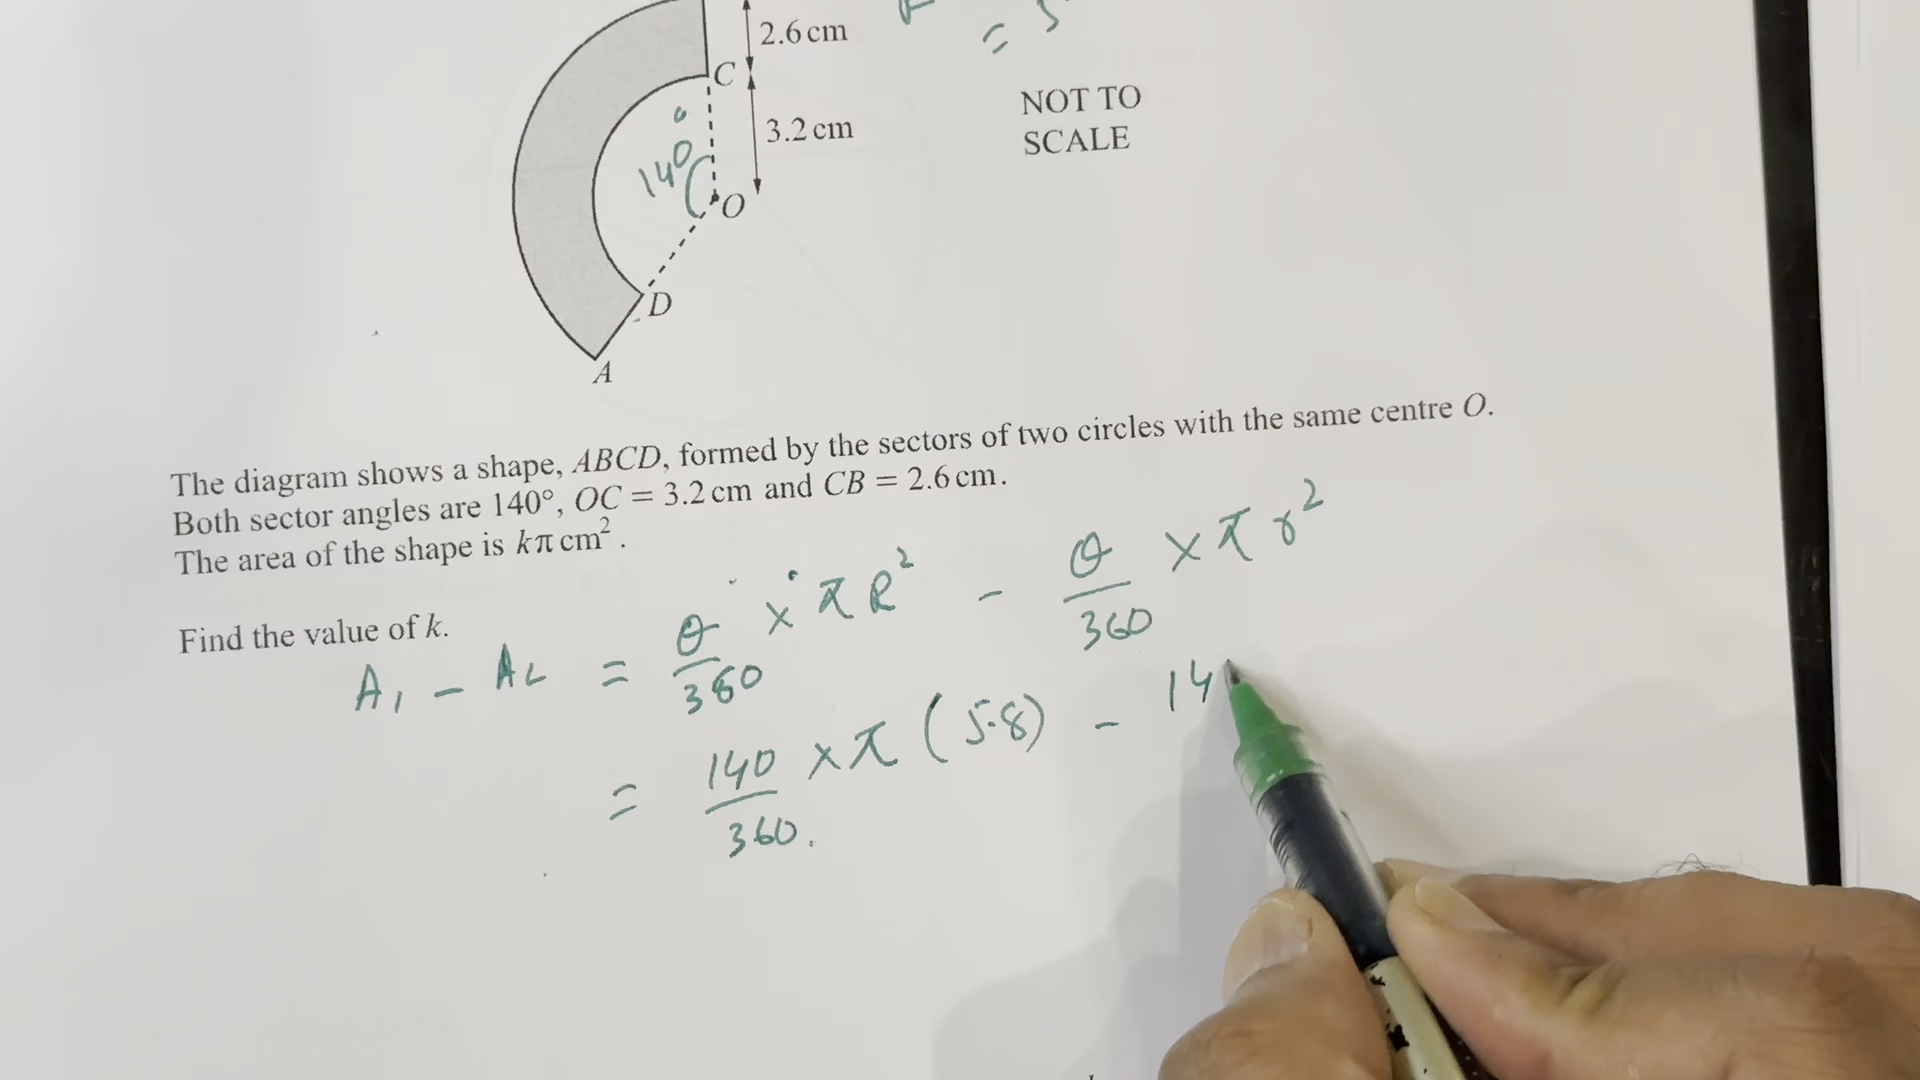 2.6 cm
= 5
C
NOT TO
SCALE
3.2 cm
140°
O
D
A
The diagram shows a shape, ABCD, formed by the sectors of two circles with the same centre O.
Both sector angles are 140°, OC = 3.2 cm and CB = 2.6 cm.
The area of the shape is kπ cm².
Find the value of k.
A₁ - A₂ = θ/360 × π R² - θ/360 × π r²
= 140/360 × π (5.8) - 14